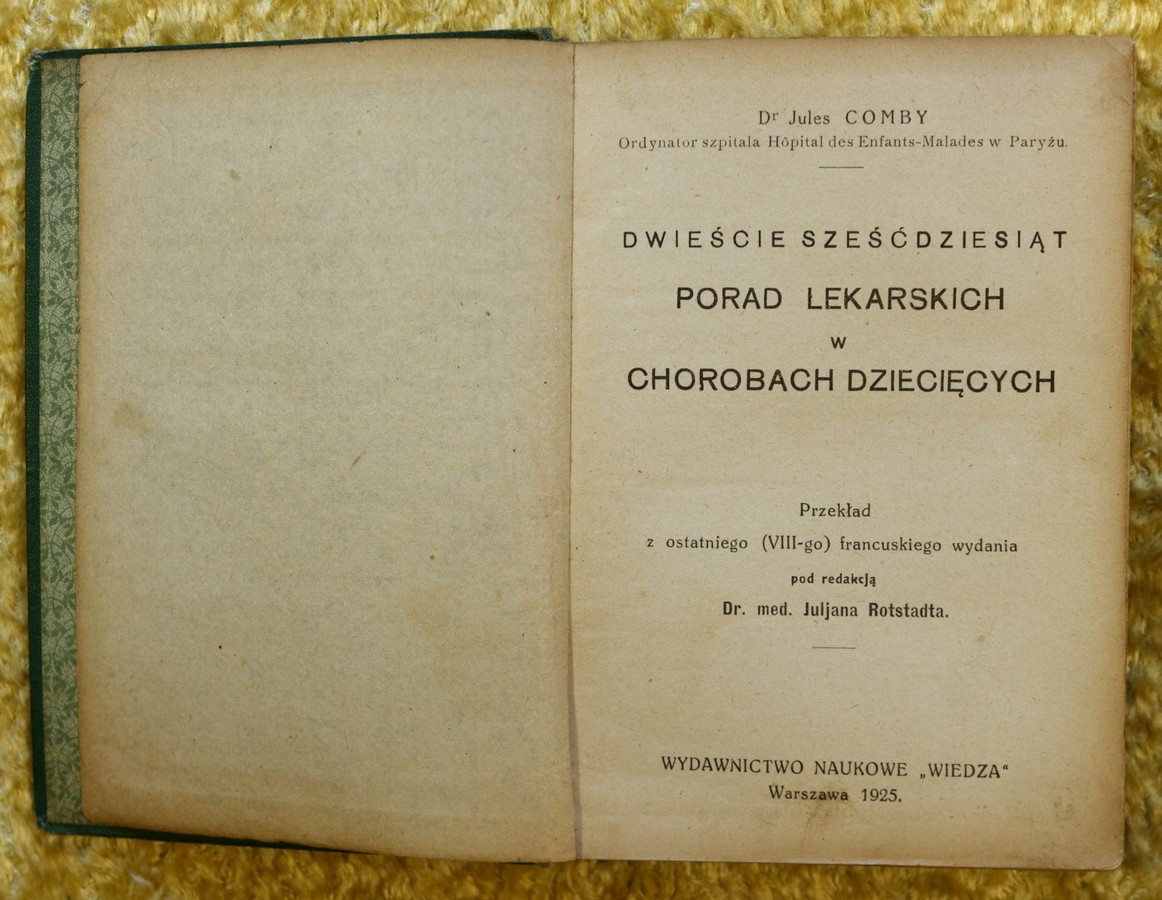 Dr Jules COMBY
Ordynator szpitala Hôpital des Enfants-Malades w Paryżu.
DWIEŚCIE SZEŚĆDZIESIĄT
PORAD LEKARSKICH
W
CHOROBACH DZIECIĘCYCH
Przekład
z ostatniego (VIII-go) francuskiego wydania
pod redakcją
Dr. med. Juljana Rotstadta.
WYDAWNICTWO NAUKOWE „WIEDZA“
Warszawa 1925.